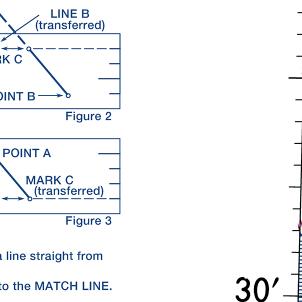 LINE B
(transferred)
RK C
OINT B
Figure 2
POINT A
MARK C
(transferred)
Figure 3
a line straight from
to the MATCH LINE.
30′